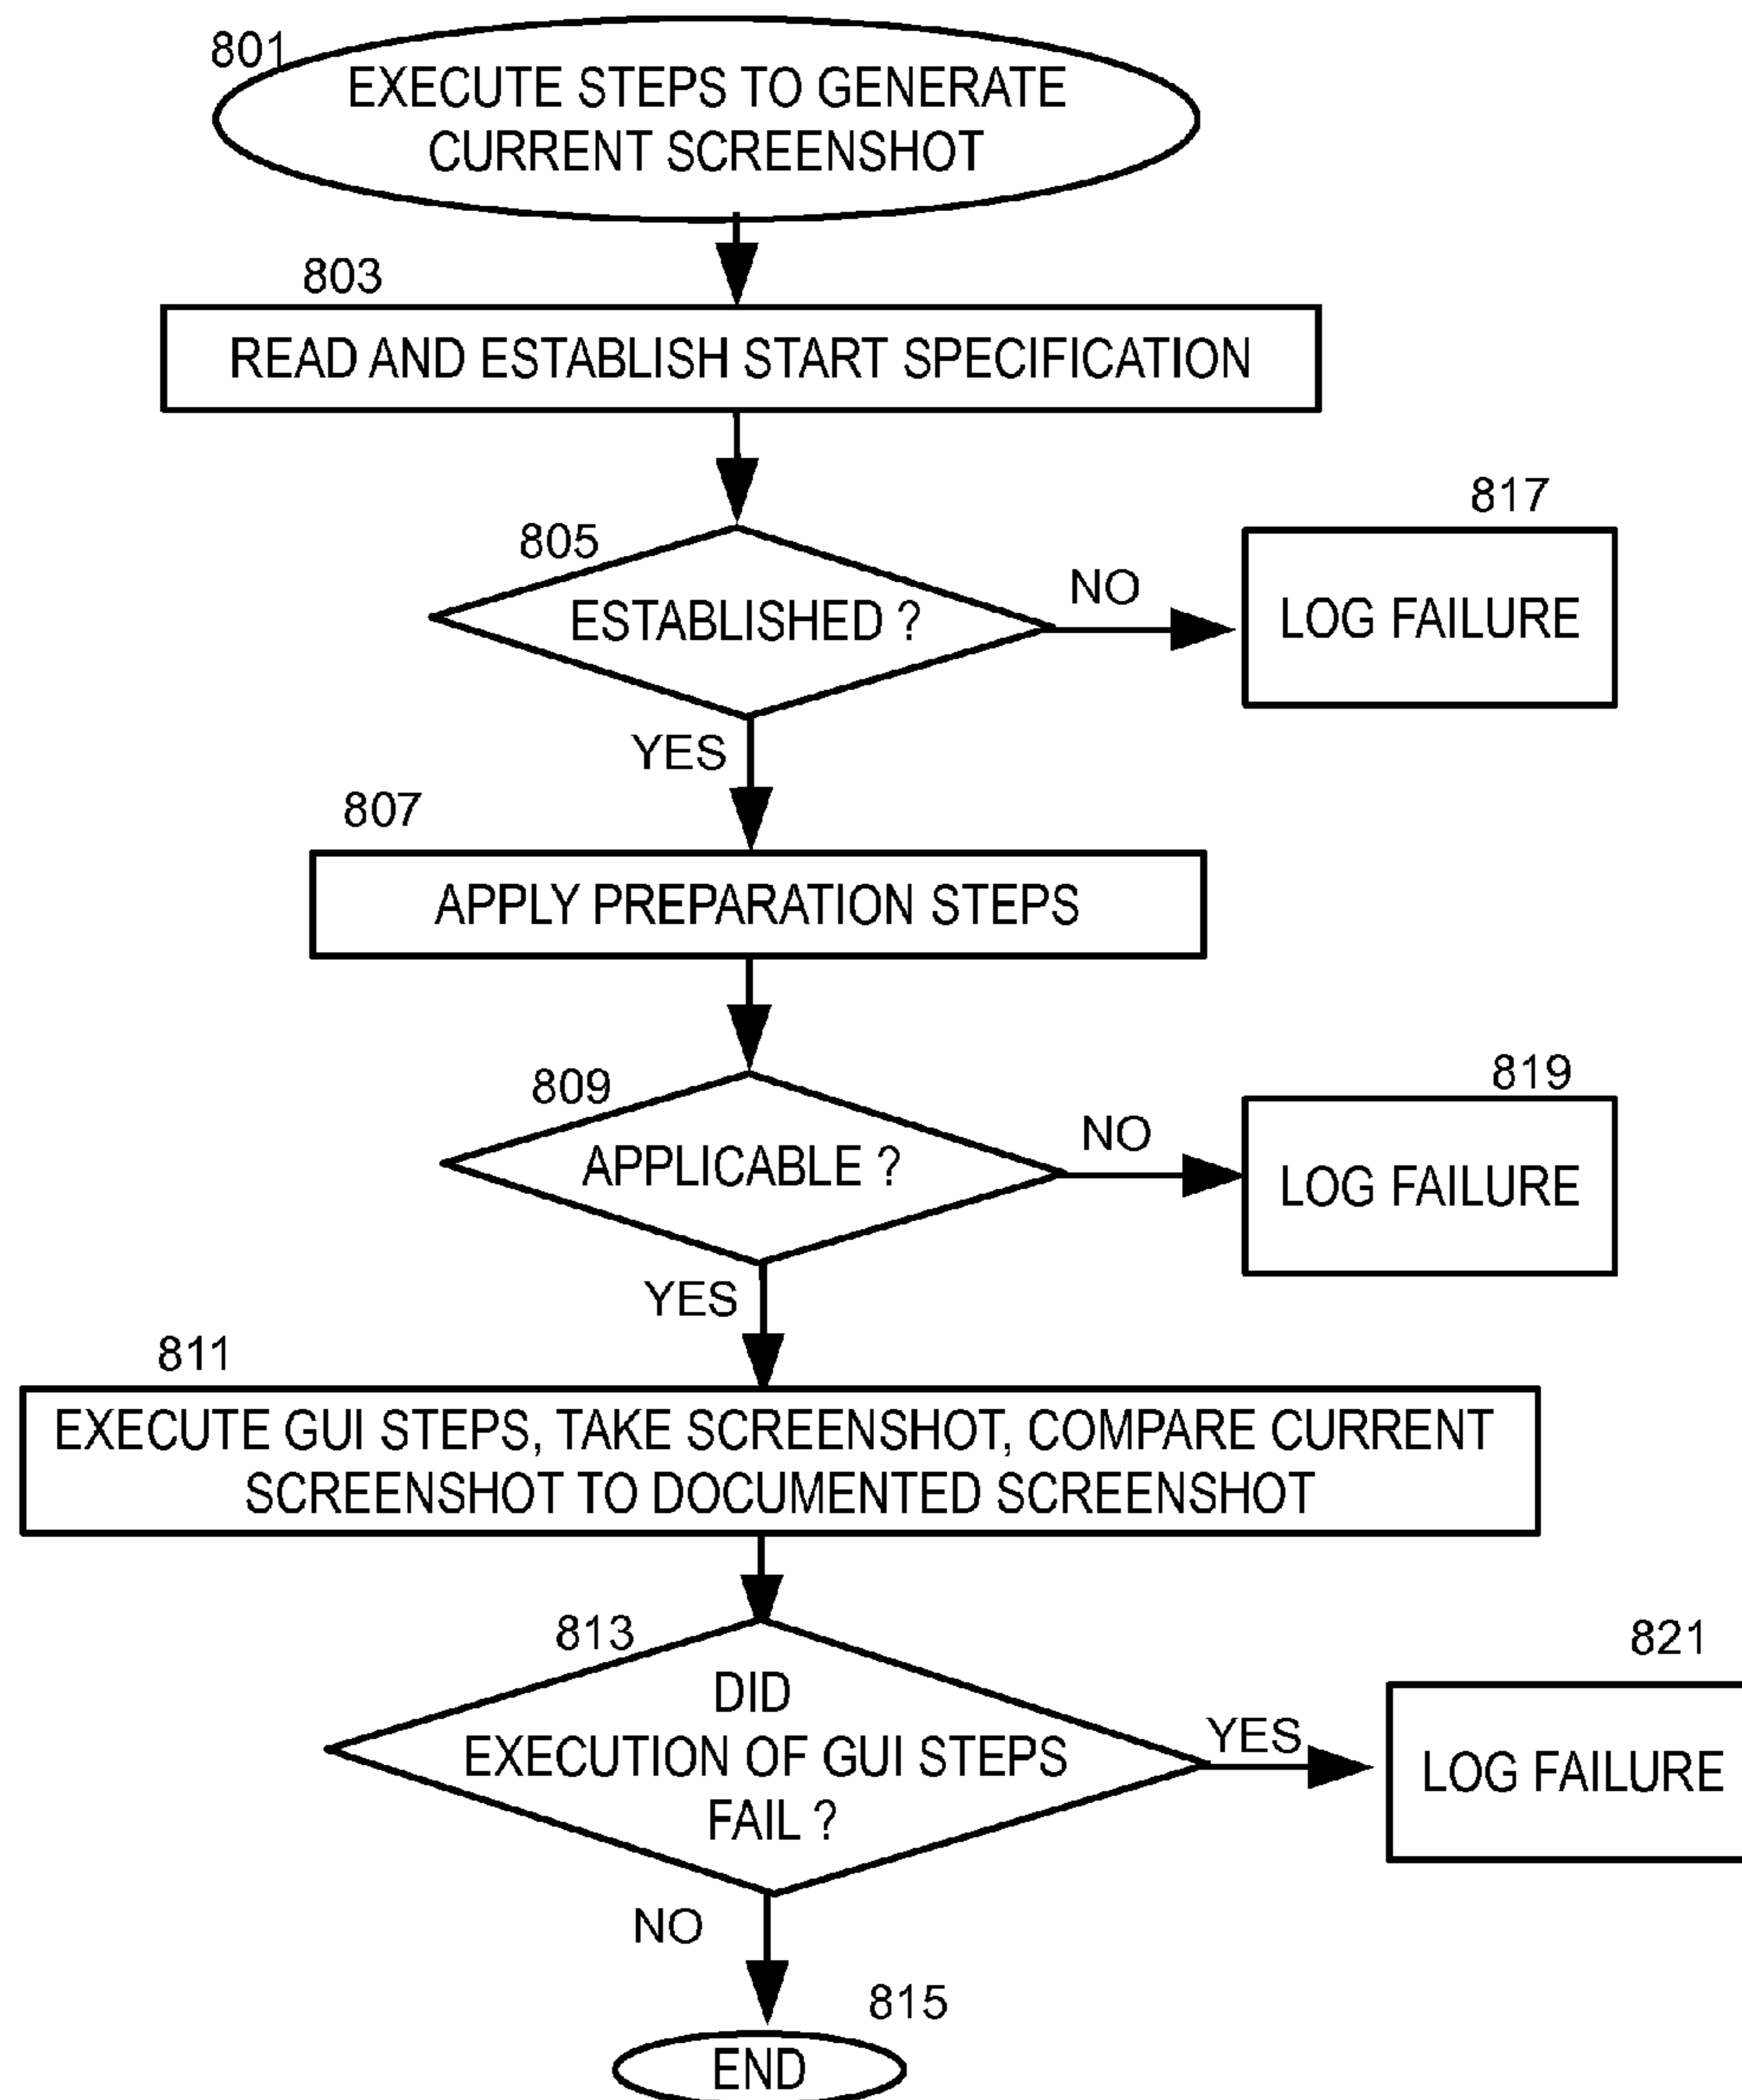 801
EXECUTE STEPS TO GENERATE
CURRENT SCREENSHOT
803
READ AND ESTABLISH START SPECIFICATION
805
ESTABLISHED ?
NO
817
LOG FAILURE
YES
807
APPLY PREPARATION STEPS
809
APPLICABLE ?
NO
819
LOG FAILURE
YES
811
EXECUTE GUI STEPS, TAKE SCREENSHOT, COMPARE CURRENT
SCREENSHOT TO DOCUMENTED SCREENSHOT
813
DID
EXECUTION OF GUI STEPS
FAIL ?
YES
821
LOG FAILURE
NO
815
END